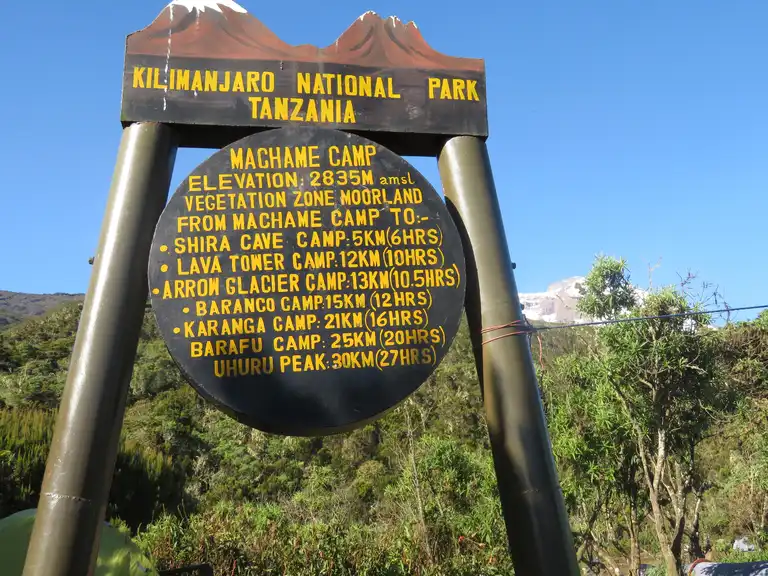 KILIMANJARO NATIONAL PARK
TANZANIA
MACHAME CAMP
ELEVATION: 2835M amsl
VEGETATION ZONE MOORLAND
FROM MACHAME CAMP TO:-
• SHIRA CAVE CAMP:5KM(6HRS)
• LAVA TOWER CAMP:12KM(10HRS)
• ARROW GLACIER CAMP:13KM(10.5HRS)
• BARANCO CAMP:15KM(12HRS)
• KARANGA CAMP: 21KM(16HRS)
BARAFU CAMP: 25KM(20HRS)
UHURU PEAK:30KM(27HRS)